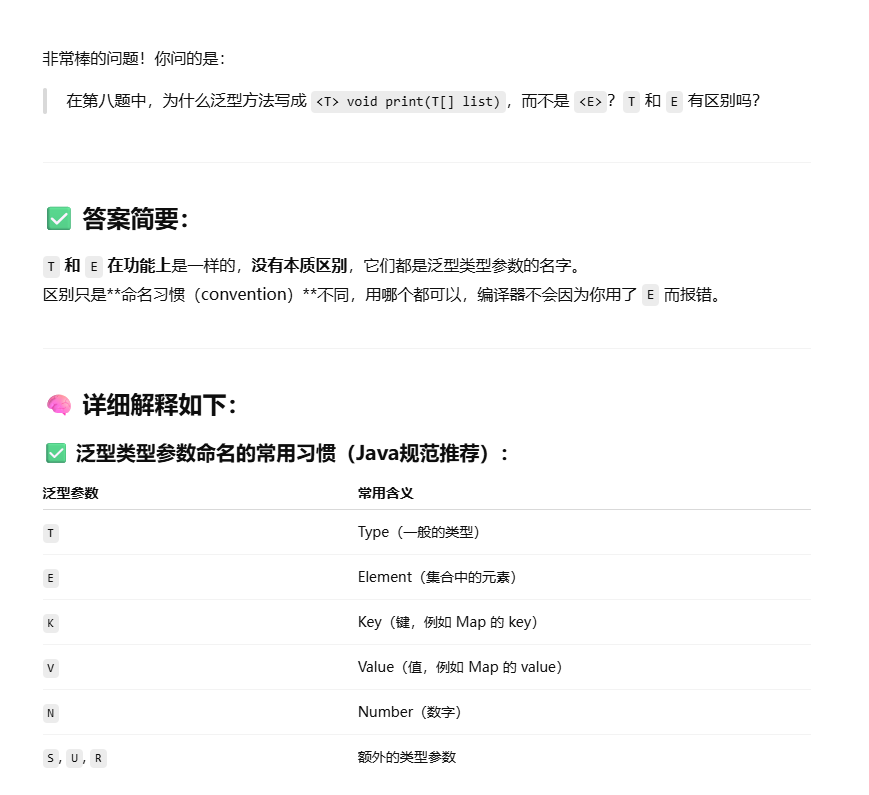 非常棒的问题！你问的是：
在第八题中，为什么泛型方法写成 <T> void print(T[] list)，而不是 <E>？T 和 E 有区别吗？
✅ 答案简要：
T 和 E 在功能上是一样的，没有本质区别，它们都是泛型类型参数的名字。
区别只是**命名习惯（convention）**不同，用哪个都可以，编译器不会因为你用了 E 而报错。
🧠 详细解释如下：
✅ 泛型类型参数命名的常用习惯（Java规范推荐）：
泛型参数 常用含义
T Type（一般的类型）
E Element（集合中的元素）
K Key（键，例如 Map 的 key）
V Value（值，例如 Map 的 value）
N Number（数字）
S, U, R 额外的类型参数